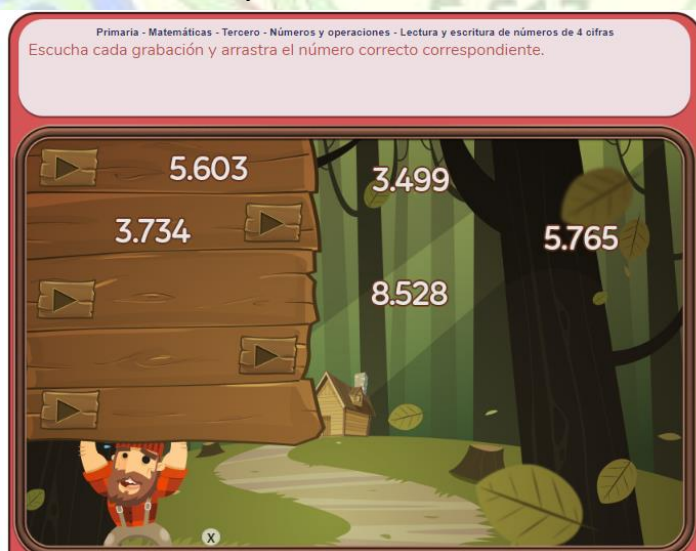 Primaria - Matemáticas - Tercero - Números y operaciones - Lectura y escritura de números de 4 cifras
Escucha cada grabación y arrastra el número correcto correspondiente.
5.603
3.499
3.734
5.765
8.528
X